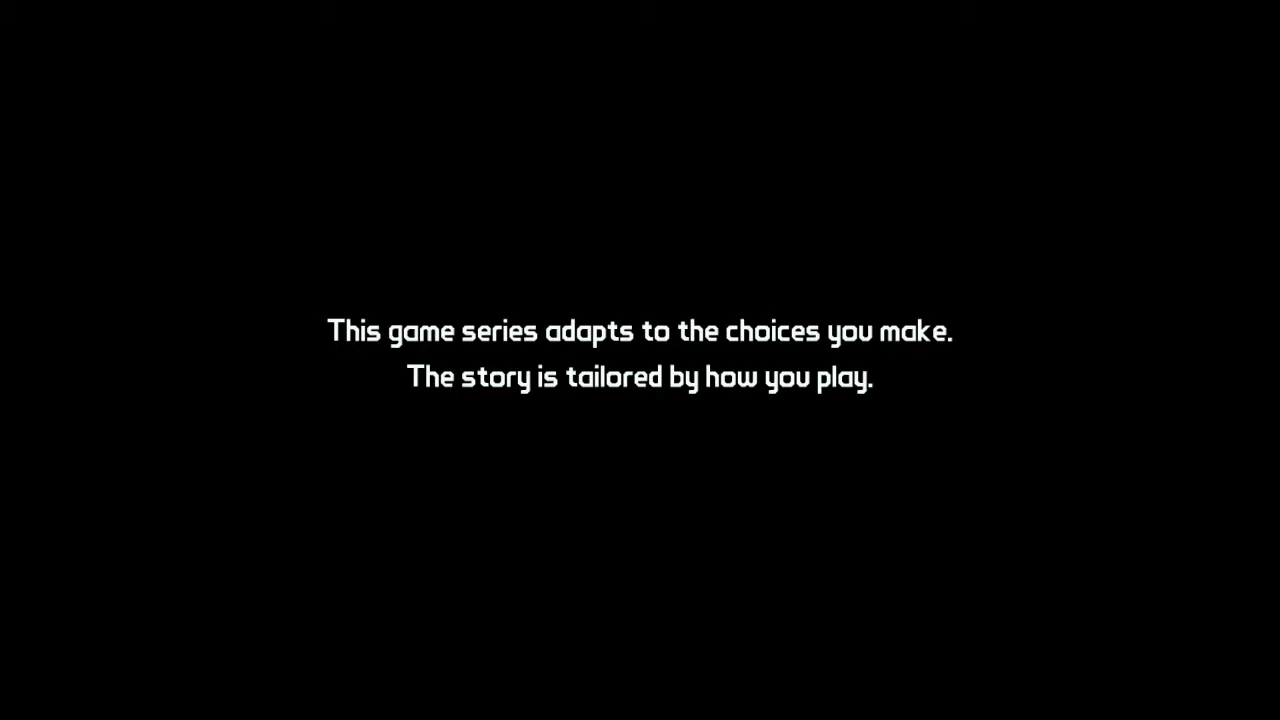 This game series adapts to the choices you make.
The story is tailored by how you play.